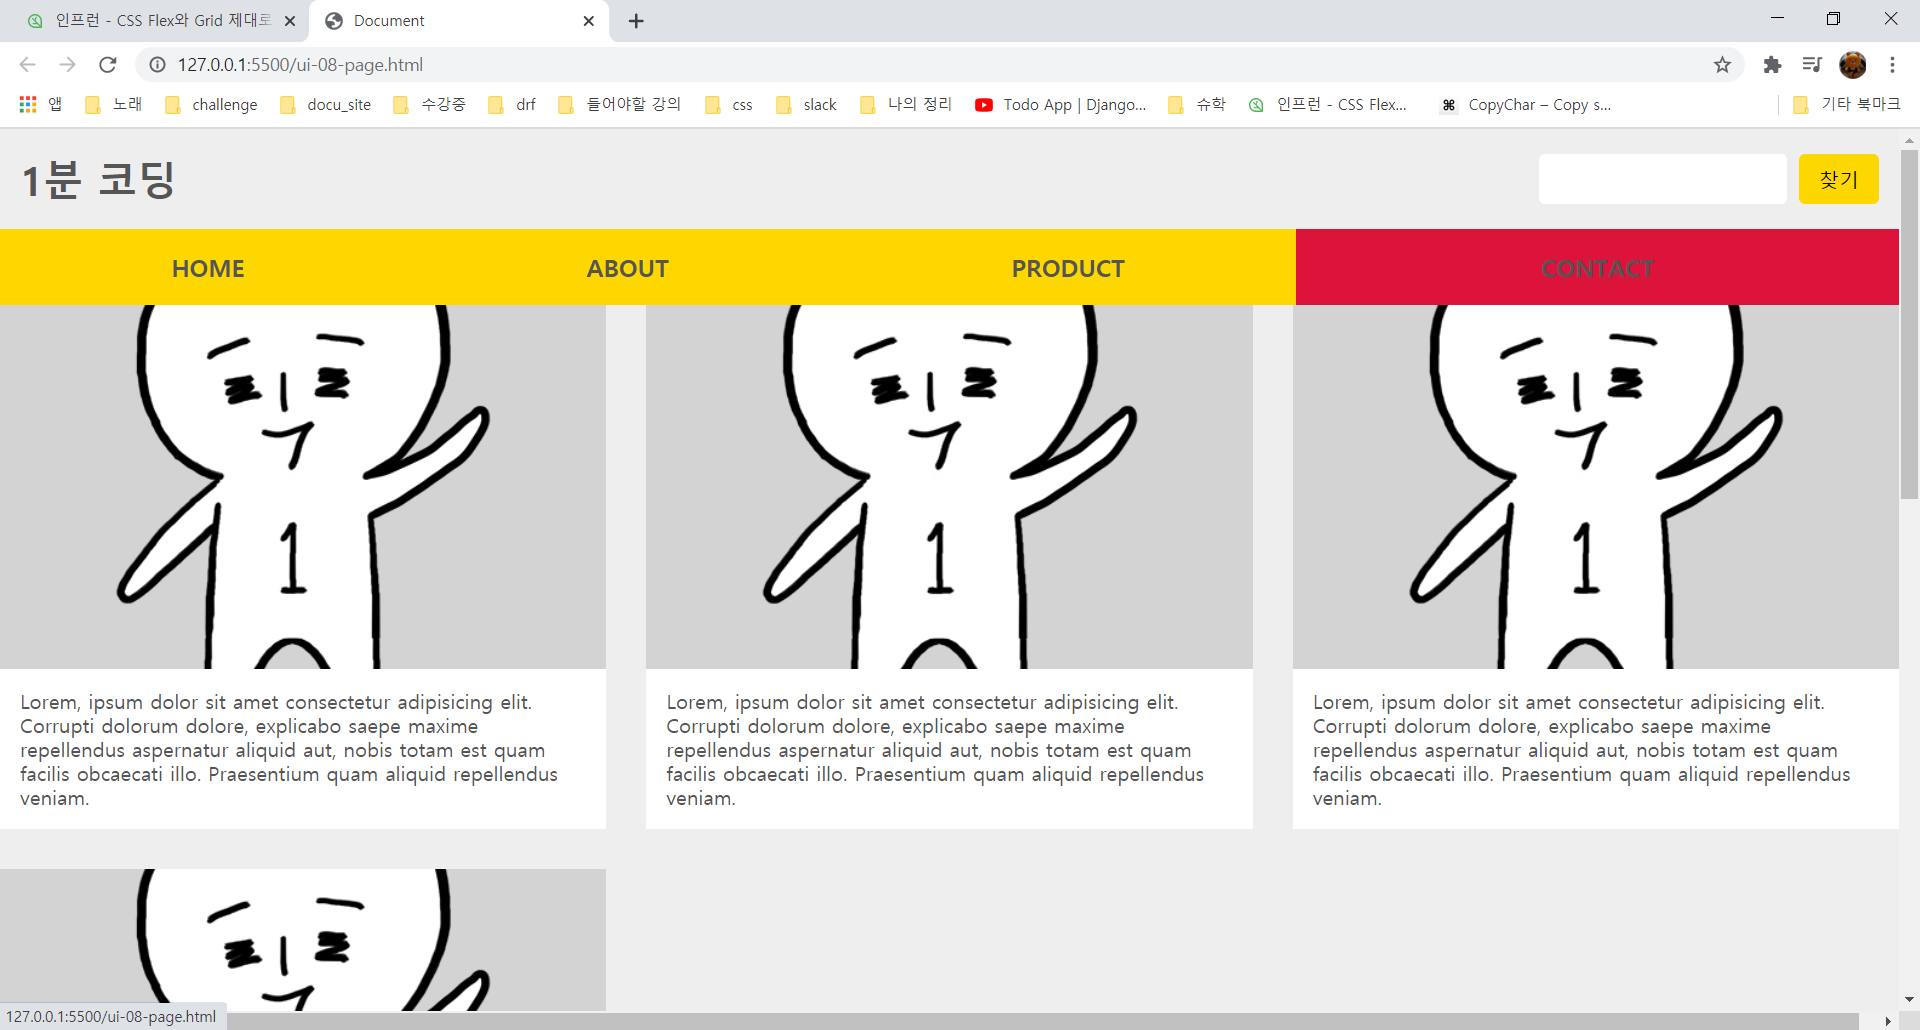 인프런 - CSS Flex와 Grid 제대로
Document
127.0.0.1:5500/ui-08-page.html
앱 노래 challenge docu_site 수강중 drf 들어야할 강의 css slack 나의 정리 Todo App | Django... 슈학 인프런 - CSS Flex... CopyChar – Copy s... 기타 북마크
1분 코딩
찾기
HOME ABOUT PRODUCT CONTACT
1
1
1
Lorem, ipsum dolor sit amet consectetur adipisicing elit.
Corrupti dolorum dolore, explicabo saepe maxime
repellendus aspernatur aliquid aut, nobis totam est quam
facilis obcaecati illo. Praesentium quam aliquid repellendus
veniam.
Lorem, ipsum dolor sit amet consectetur adipisicing elit.
Corrupti dolorum dolore, explicabo saepe maxime
repellendus aspernatur aliquid aut, nobis totam est quam
facilis obcaecati illo. Praesentium quam aliquid repellendus
veniam.
Lorem, ipsum dolor sit amet consectetur adipisicing elit.
Corrupti dolorum dolore, explicabo saepe maxime
repellendus aspernatur aliquid aut, nobis totam est quam
facilis obcaecati illo. Praesentium quam aliquid repellendus
veniam.
127.0.0.1:5500/ui-08-page.html